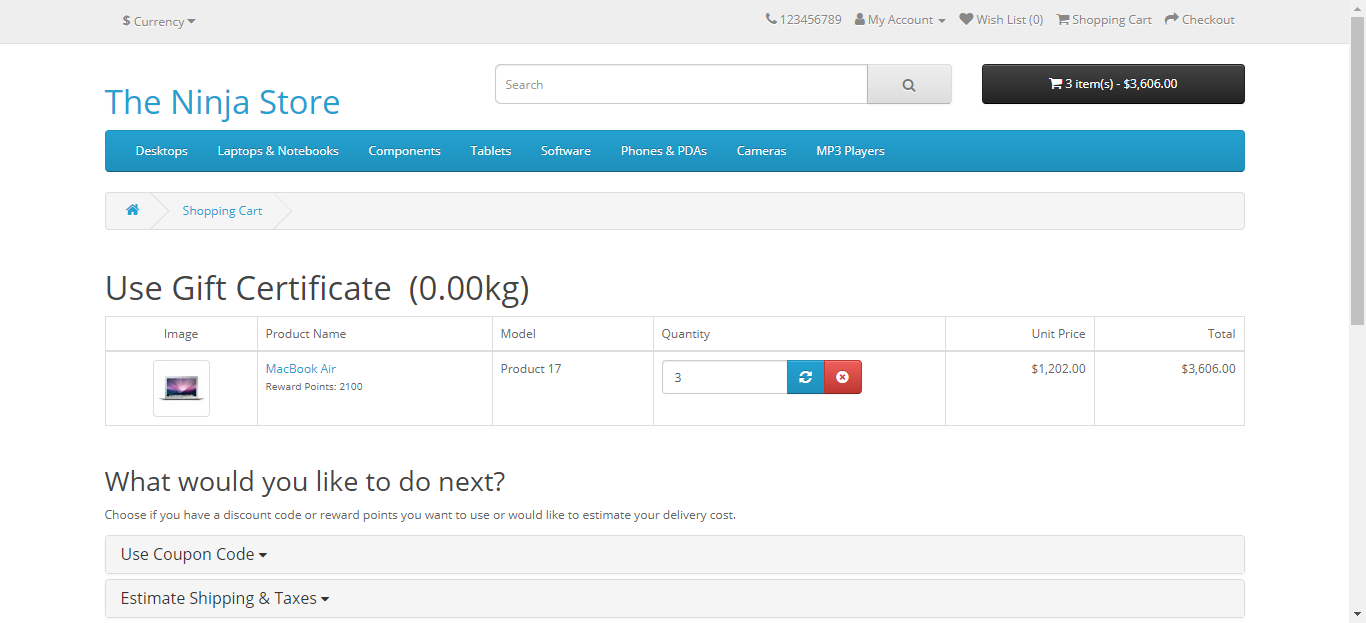 $ Currency
123456789 My Account Wish List (0) Shopping Cart Checkout
The Ninja Store
Search
3 item(s) - $3,606.00
Desktops Laptops & Notebooks Components Tablets Software Phones & PDAs Cameras MP3 Players
Shopping Cart
Use Gift Certificate (0.00kg)
Image Product Name Model Quantity Unit Price Total
MacBook Air Product 17 3 $1,202.00 $3,606.00
Reward Points: 2100
What would you like to do next?
Choose if you have a discount code or reward points you want to use or would like to estimate your delivery cost.
Use Coupon Code
Estimate Shipping & Taxes